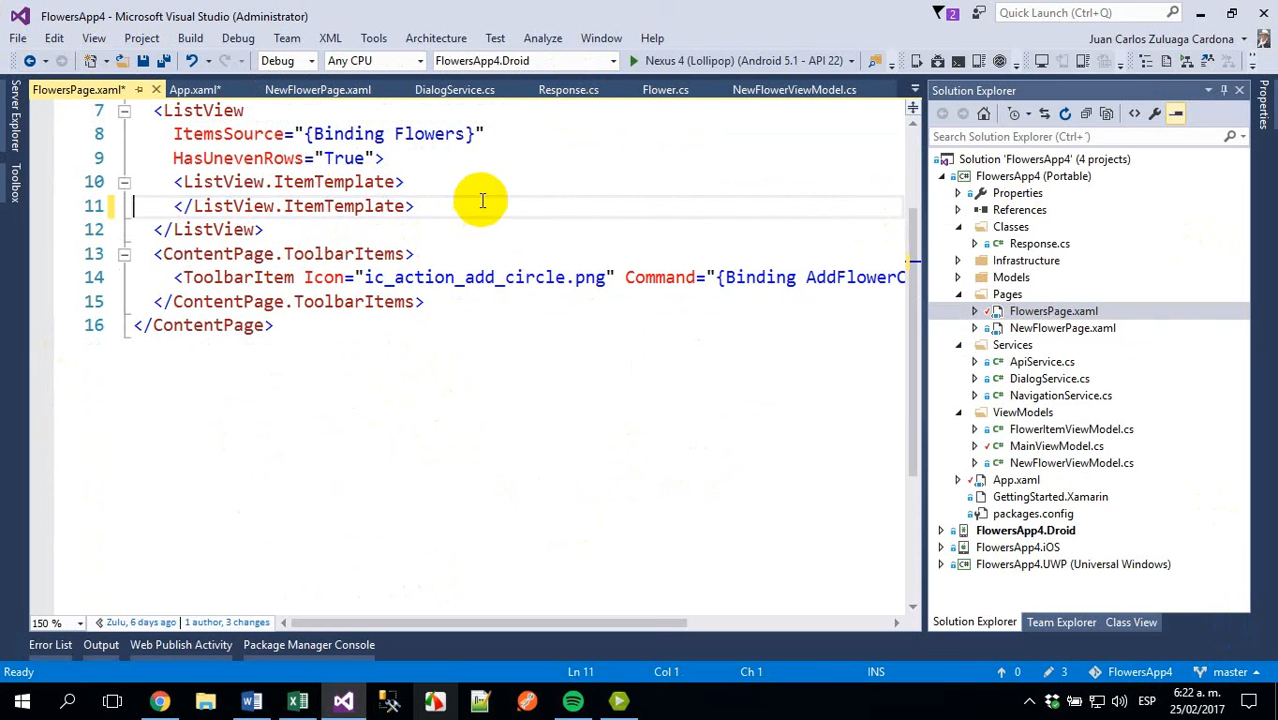 FlowersApp4 - Microsoft Visual Studio (Administrator)
2
Quick Launch (Ctrl+Q)
File Edit View Project Build Debug Team XML Tools Architecture Test Analyze Window Help
Juan Carlos Zuluaga Cardona
Debug Any CPU FlowersApp4.Droid Nexus 4 (Lollipop) (Android 5.1 - API 22)
FlowersPage.xaml* App.xaml* NewFlowerPage.xaml DialogService.cs Response.cs Flower.cs NewFlowerViewModel.cs
Server Explorer
Toolbox
7 <ListView
8 ItemsSource="{Binding Flowers}"
9 HasUnevenRows="True">
10 <ListView.ItemTemplate>
11 </ListView.ItemTemplate>
12 </ListView>
13 <ContentPage.ToolbarItems>
14 <ToolbarItem Icon="ic_action_add_circle.png" Command="{Binding AddFlowerC
15 </ContentPage.ToolbarItems>
16 </ContentPage>
150 % Zulu, 6 days ago | 1 author, 3 changes
Solution Explorer
Search Solution Explorer (Ctrl+´)
Solution 'FlowersApp4' (4 projects)
FlowersApp4 (Portable)
Properties
References
Classes
Response.cs
Infrastructure
Models
Pages
FlowersPage.xaml
NewFlowerPage.xaml
Services
ApiService.cs
DialogService.cs
NavigationService.cs
ViewModels
FlowerItemViewModel.cs
MainViewModel.cs
NewFlowerViewModel.cs
App.xaml
GettingStarted.Xamarin
packages.config
FlowersApp4.Droid
FlowersApp4.iOS
FlowersApp4.UWP (Universal Windows)
Solution Explorer Team Explorer Class View
Error List Output Web Publish Activity Package Manager Console
Ready Ln 11 Col 1 Ch 1 INS 0 3 FlowersApp4 master
ESP
6:22 a. m.
25/02/2017